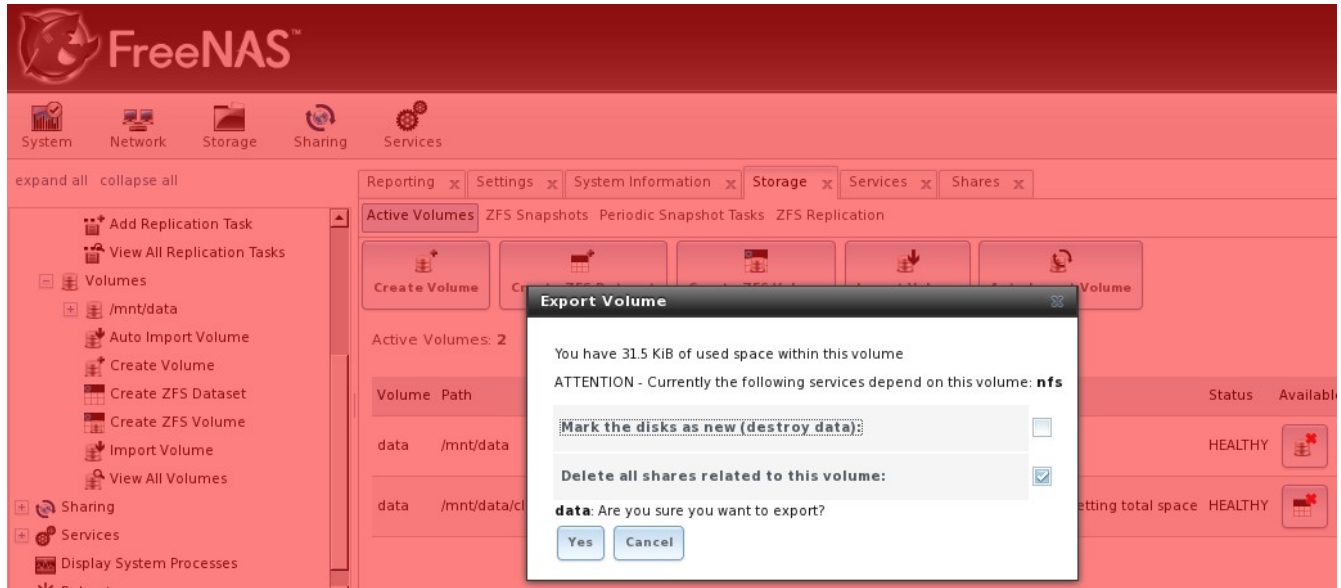 FreeNAS™
System Network Storage Sharing Services
expand all collapse all
Reporting x Settings x System Information x Storage x Services x Shares x
Add Replication Task
View All Replication Tasks
Volumes
/mnt/data
Auto Import Volume
Create Volume
Create ZFS Dataset
Create ZFS Volume
Import Volume
View All Volumes
Sharing
Services
Display System Processes
Active Volumes ZFS Snapshots Periodic Snapshot Tasks ZFS Replication
Create Volume
Volume
Active Volumes: 2
Volume Path Status Available
data /mnt/data HEALTHY
data /mnt/data/cl etting total space HEALTHY
Export Volume
You have 31.5 KiB of used space within this volume
ATTENTION - Currently the following services depend on this volume: nfs
Mark the disks as new (destroy data):
Delete all shares related to this volume:
data: Are you sure you want to export?
Yes Cancel